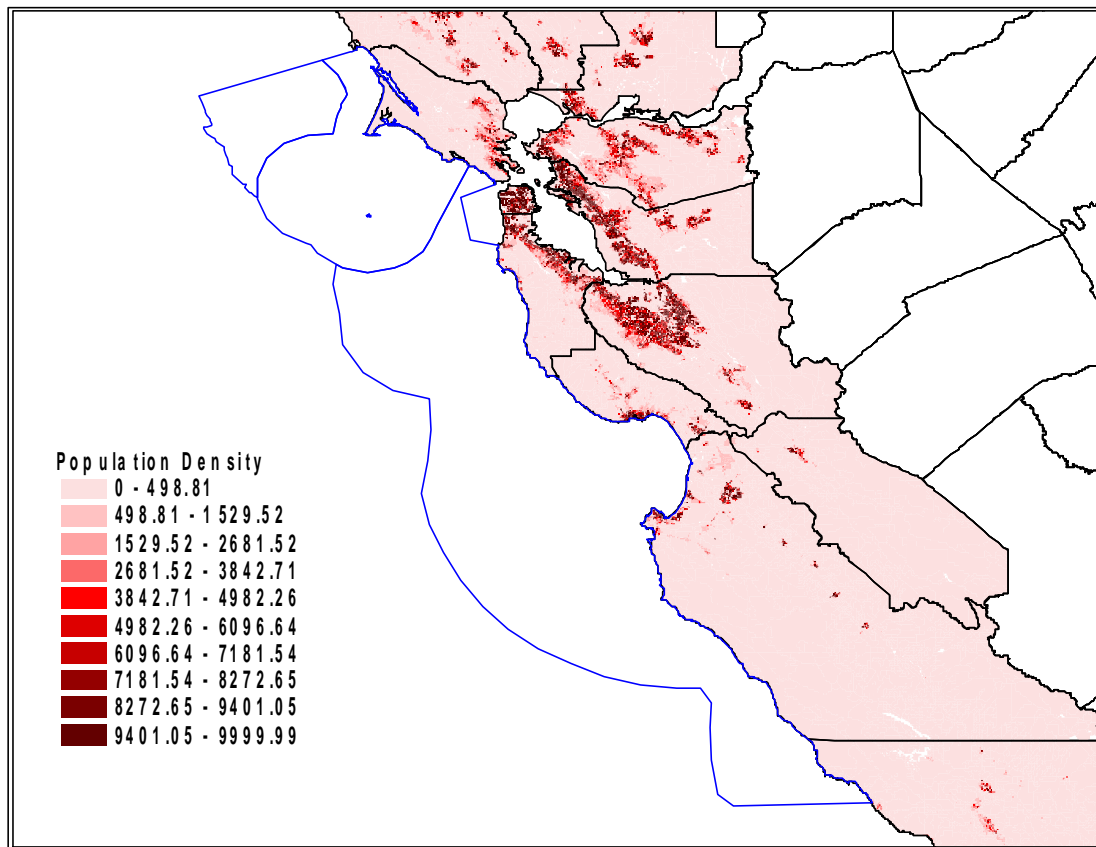 Population Density
0 - 498.81
498.81 - 1529.52
1529.52 - 2681.52
2681.52 - 3842.71
3842.71 - 4982.26
4982.26 - 6096.64
6096.64 - 7181.54
7181.54 - 8272.65
8272.65 - 9401.05
9401.05 - 9999.99